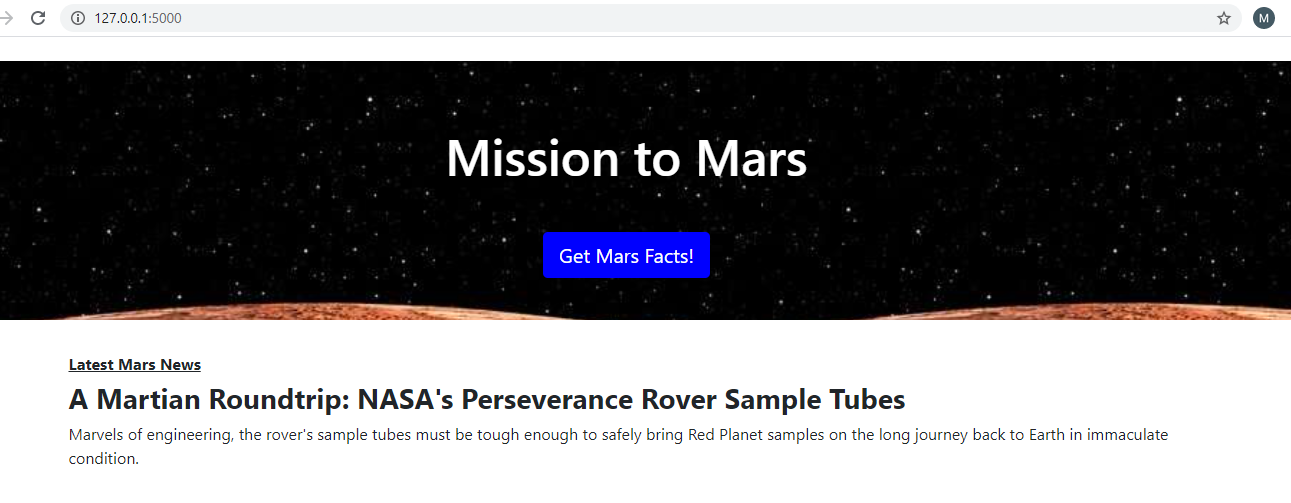 127.0.0.1:5000
M
Mission to Mars
Get Mars Facts!
Latest Mars News
A Martian Roundtrip: NASA's Perseverance Rover Sample Tubes
Marvels of engineering, the rover's sample tubes must be tough enough to safely bring Red Planet samples on the long journey back to Earth in immaculate
condition.